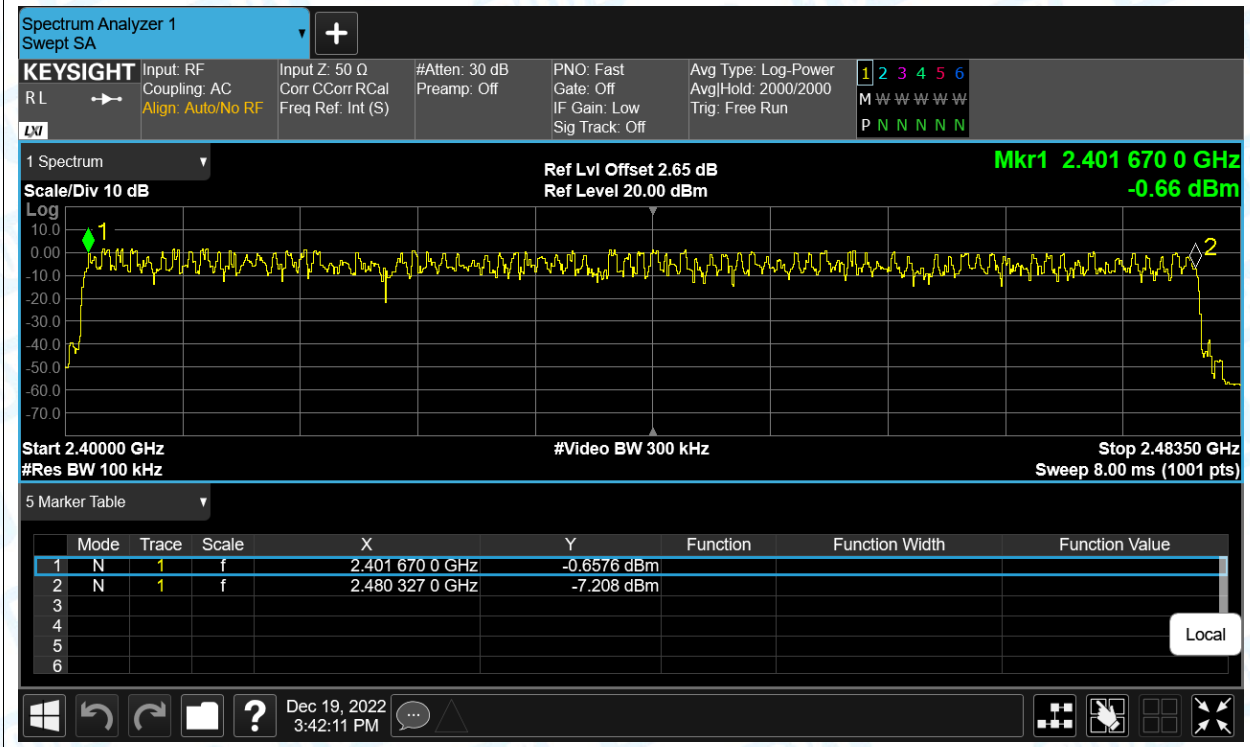 Spectrum Analyzer 1
Swept SA
KEYSIGHT
R L
LXI
Input: RF
Coupling: AC
Align: Auto/No RF
Input Z: 50 Ω
Corr CCorr RCal
Freq Ref: Int (S)
#Atten: 30 dB
Preamp: Off
PNO: Fast
Gate: Off
IF Gain: Low
Sig Track: Off
Avg Type: Log-Power
Avg|Hold: 2000/2000
Trig: Free Run
1 2 3 4 5 6
M W W W W W W
P N N N N N N
1 Spectrum
Scale/Div 10 dB
Ref Lvl Offset 2.65 dB
Ref Level 20.00 dBm
Mkr1 2.401 670 0 GHz
-0.66 dBm
Log
10.0
0.00
-10.0
-20.0
-30.0
-40.0
-50.0
-60.0
-70.0
1
2
Start 2.40000 GHz
#Res BW 100 kHz
#Video BW 300 kHz
Stop 2.48350 GHz
Sweep 8.00 ms (1001 pts)
5 Marker Table
Mode Trace Scale X Y Function Function Width Function Value
1 N 1 f 2.401 670 0 GHz -0.6576 dBm
2 N 1 f 2.480 327 0 GHz -7.208 dBm
3
4
5
6
Local
?
Dec 19, 2022
3:42:11 PM